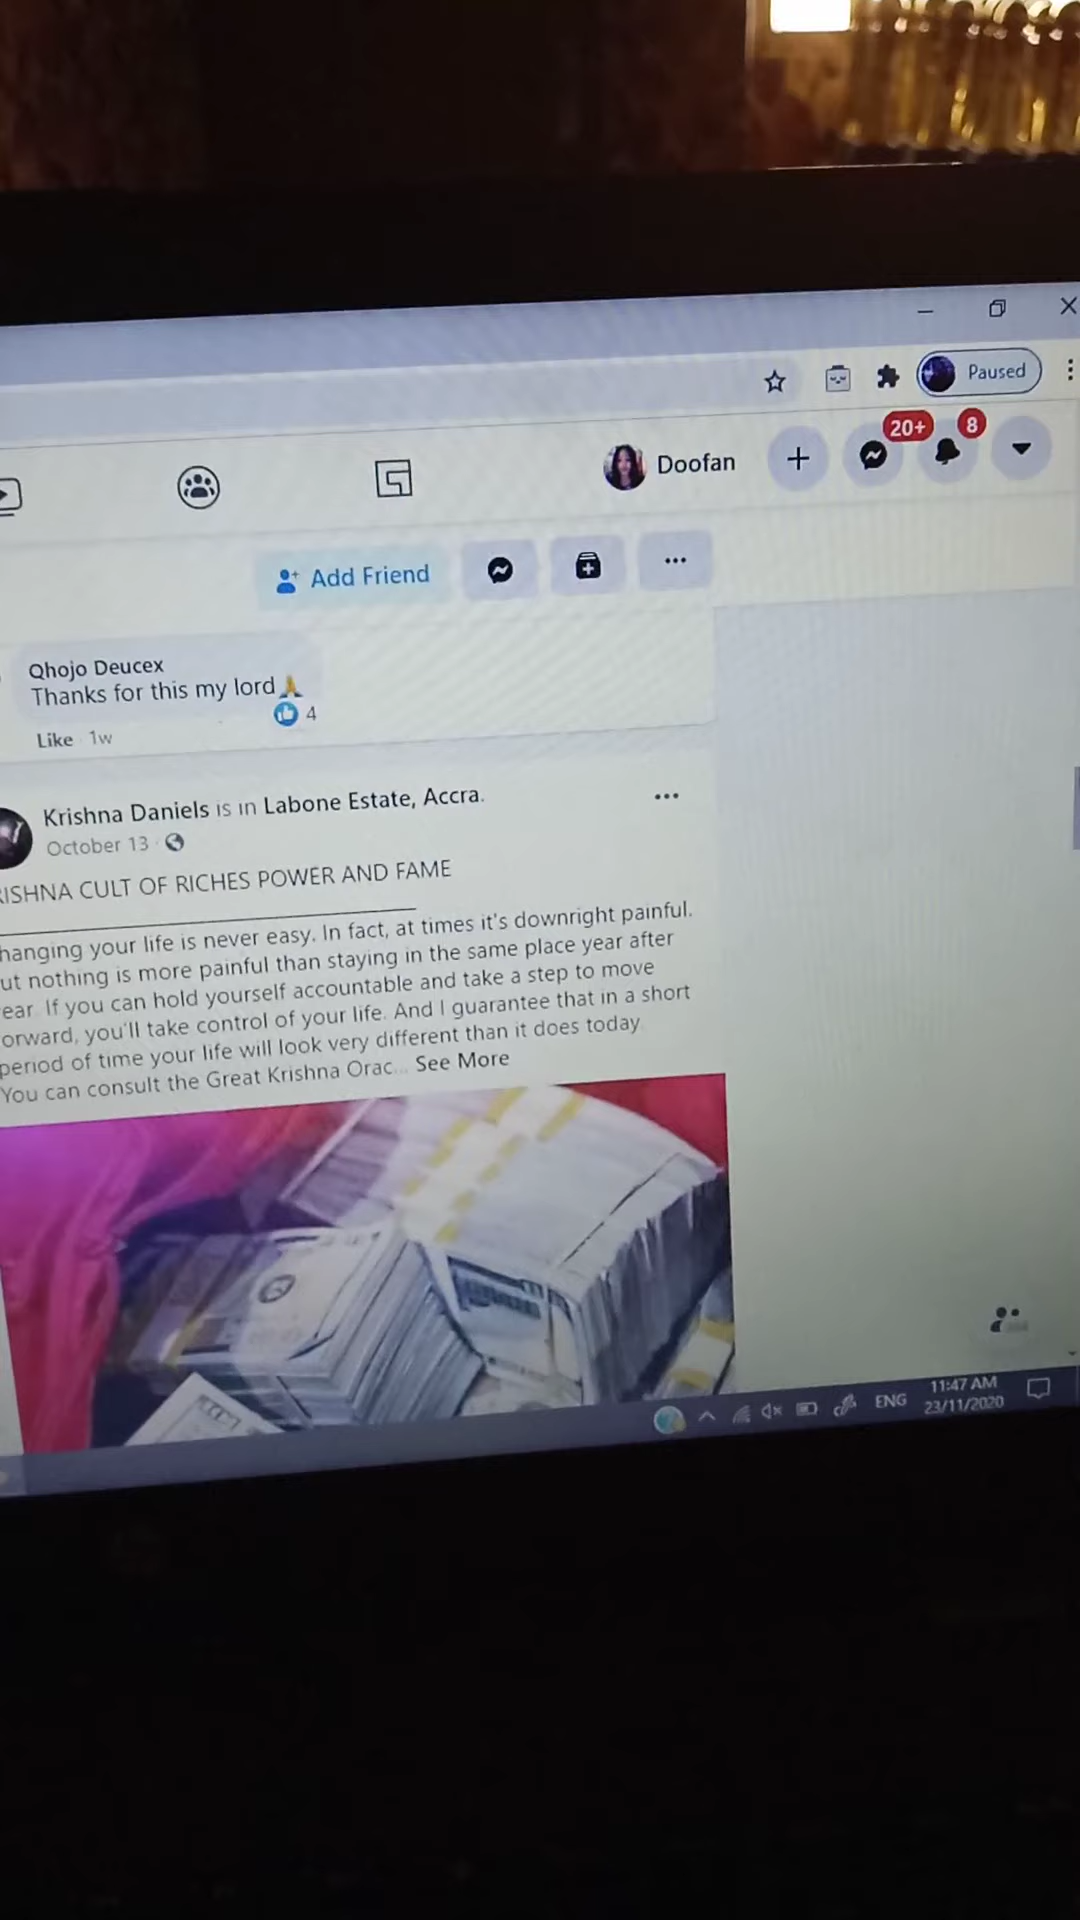 Paused
20+
8
Doofan
Add Friend
Qhojo Deucex
Thanks for this my lord🙏
4
Like · 1w
Krishna Daniels is in Labone Estate, Accra.
October 13 ·
RISHNA CULT OF RICHES POWER AND FAME
hanging your life is never easy. In fact, at times it's downright painful.
ut nothing is more painful than staying in the same place year after
ear. If you can hold yourself accountable and take a step to move
orward, you'll take control of your life. And I guarantee that in a short
period of time your life will look very different than it does today.
You can consult the Great Krishna Orac... See More
ENG
11:47 AM
23/11/2020